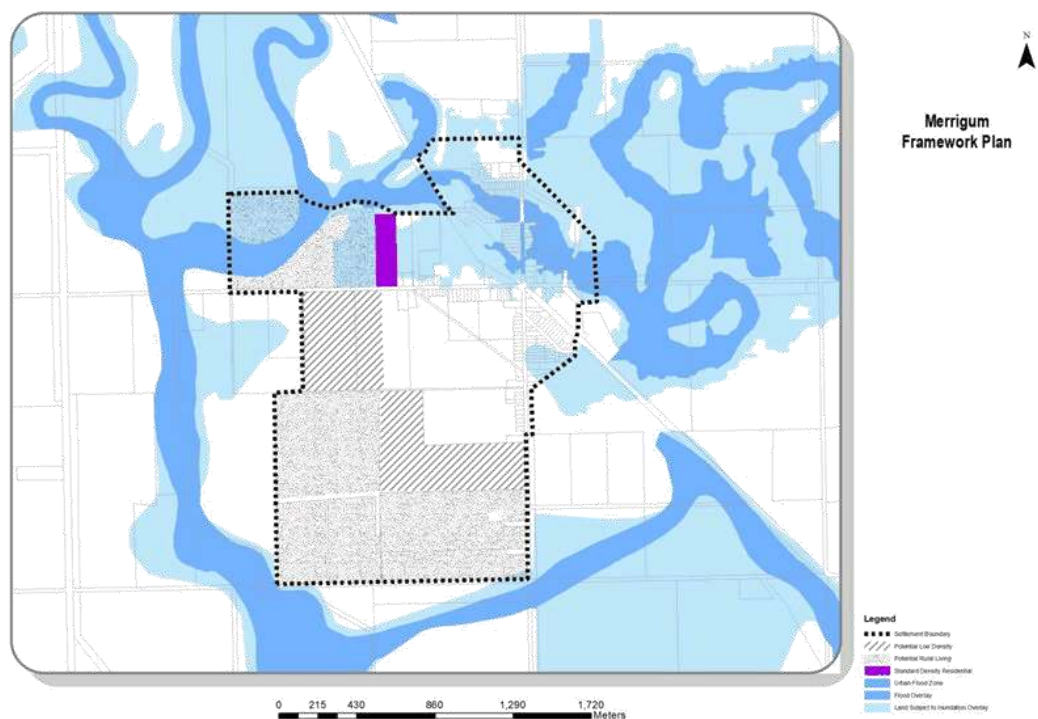 N
Merrigum
Framework Plan
Legend
Settlement Boundary
Potential Low Density
Potential Rural Living
Standard Density Residential
Urban Flood Zone
Flood Overlay
Land Subject to Inundation Overlay
0 215 430 860 1,290 1,720
Meters